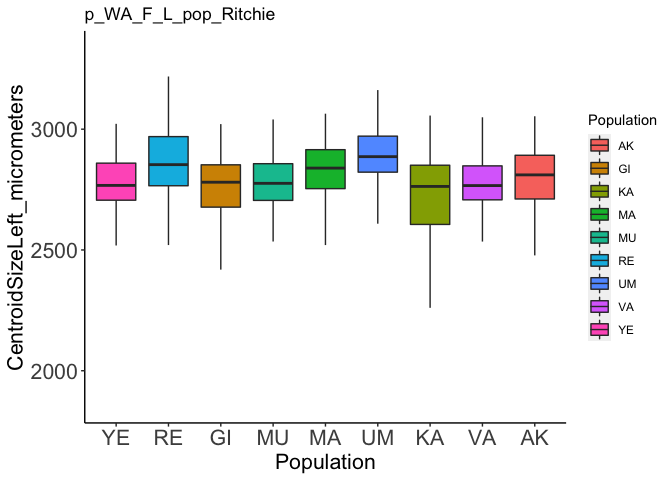 p_WA_F_L_pop_Ritchie
CentroidSizeLeft_micrometers
3000
2500
2000
YE RE GI MU MA UM KA VA AK
Population
Population
AK
GI
KA
MA
MU
RE
UM
VA
YE